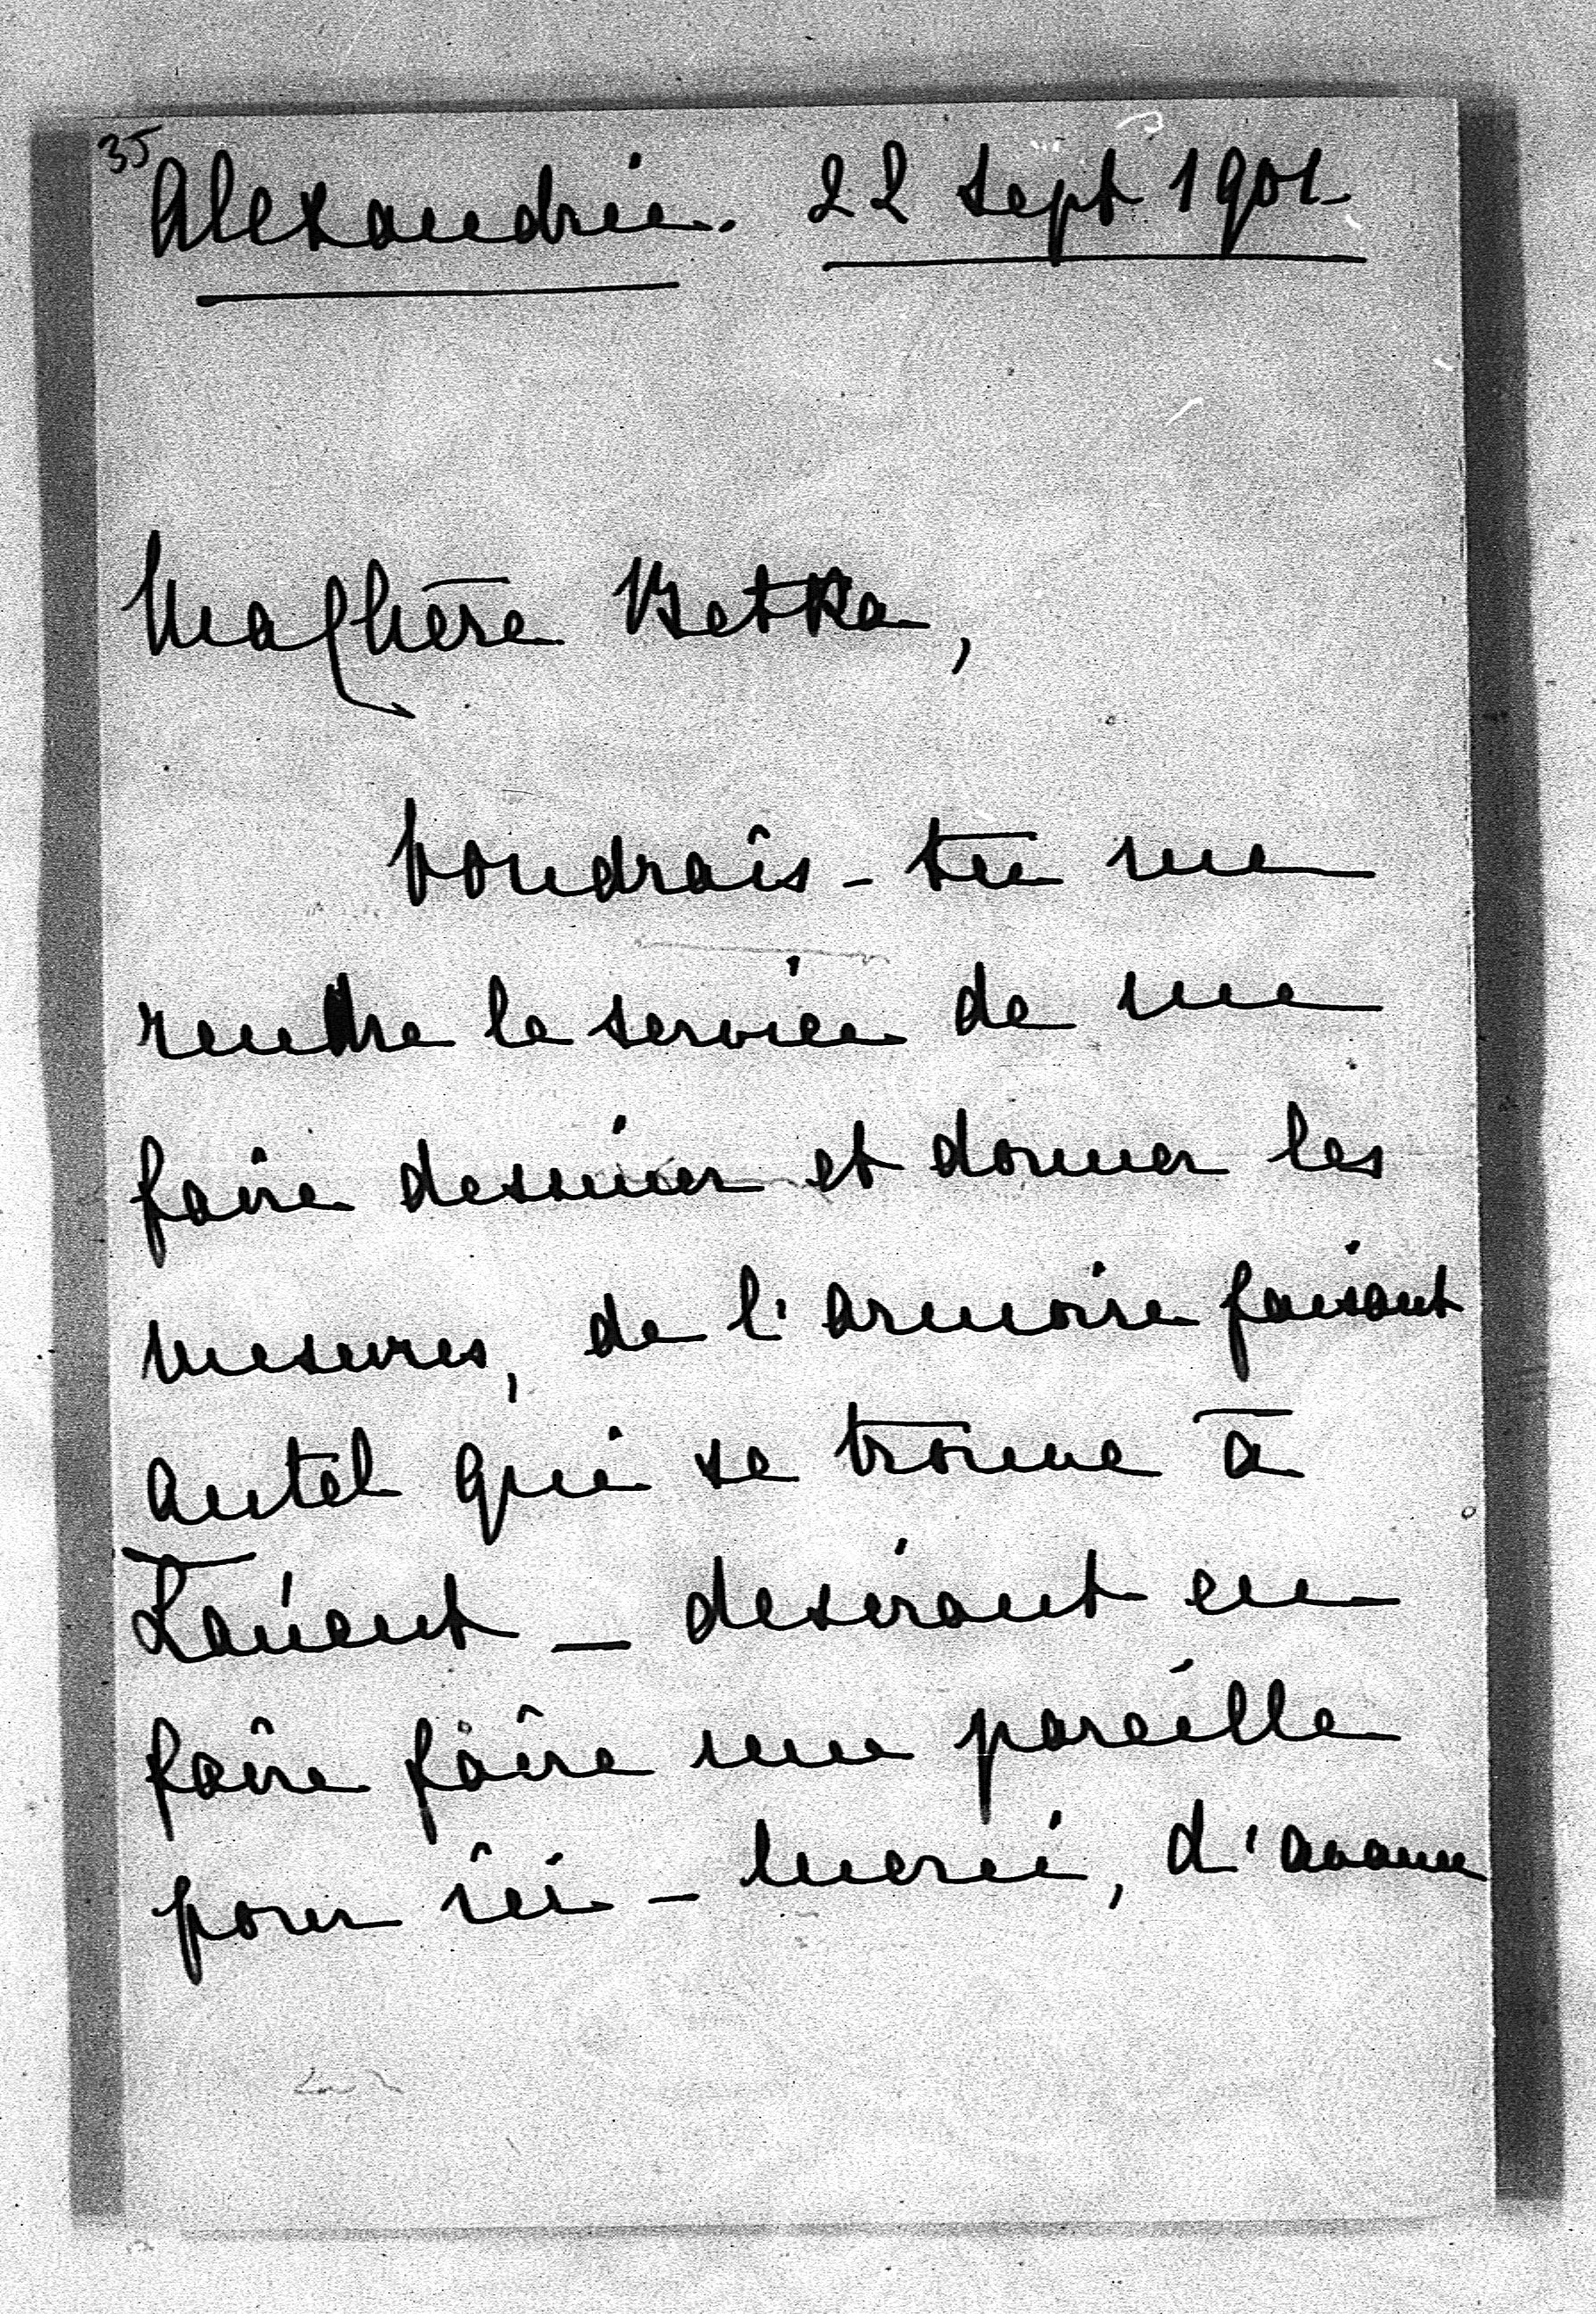 35
Alexandrie. 22 sept 1901
Ma chère Betka,
Voudrais-tu me
rendre le service de me
faire dessiner et donner les
mesures, de l'armoire faisant
autel qui se trouve à
Lancut _ desirant en
faire faire une pareille
pour ici - Merci, d'avance